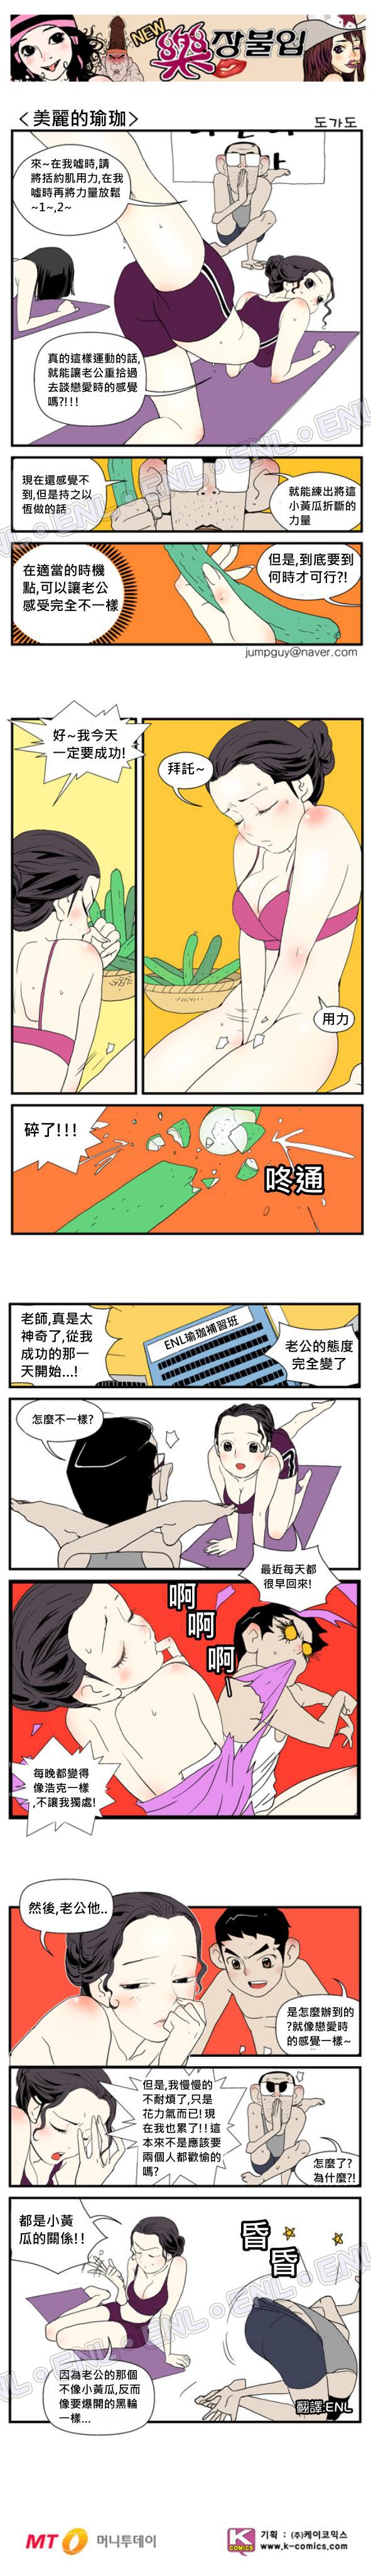 NEW 樂 장불입
<美麗的瑜珈>
도가도
來~在我噓時,請
將括約肌用力,在我
噓時再將力量放鬆
~1~,2~
真的這樣運動的話,
就能讓老公重拾過
去談戀愛時的感覺
嗎?!!!
現在還感覺不
到,但是持之以
恆做的話
就能練出將這
小黃瓜折斷的
力量
在適當的時機
點,可以讓老公
感受完全不一樣
但是,到底要到
何時才可行?!
jumpguy@naver.com
好~我今天
一定要成功!
拜託~
用力
碎了!!!
咚通
老師,真是太
神奇了,從我
成功的那一
天開始...!
ENL瑜珈補習班
老公的態度
完全變了
怎麼不一樣?
最近每天都
很早回來!
啊
啊
啊
每晚都變得
像浩克一樣
,不讓我獨處!
然後,老公他..
是怎麼辦到的
?就像戀愛時
的感覺一樣~
但是,我慢慢的
不耐煩了,只是
花力氣而已!現
在我也累了!!這
本來不是應該要
兩個人都歡愉的
嗎?
怎麼了?
為什麼?!
都是小黃
瓜的關係!!
昏
昏
因為老公的那個
不像小黃瓜,反而
像要爆開的黑輪
一樣...
翻譯:ENL
ENL
MT 머니투데이
K COMICS
기획 : (주)케이코믹스
www.k-comics.com